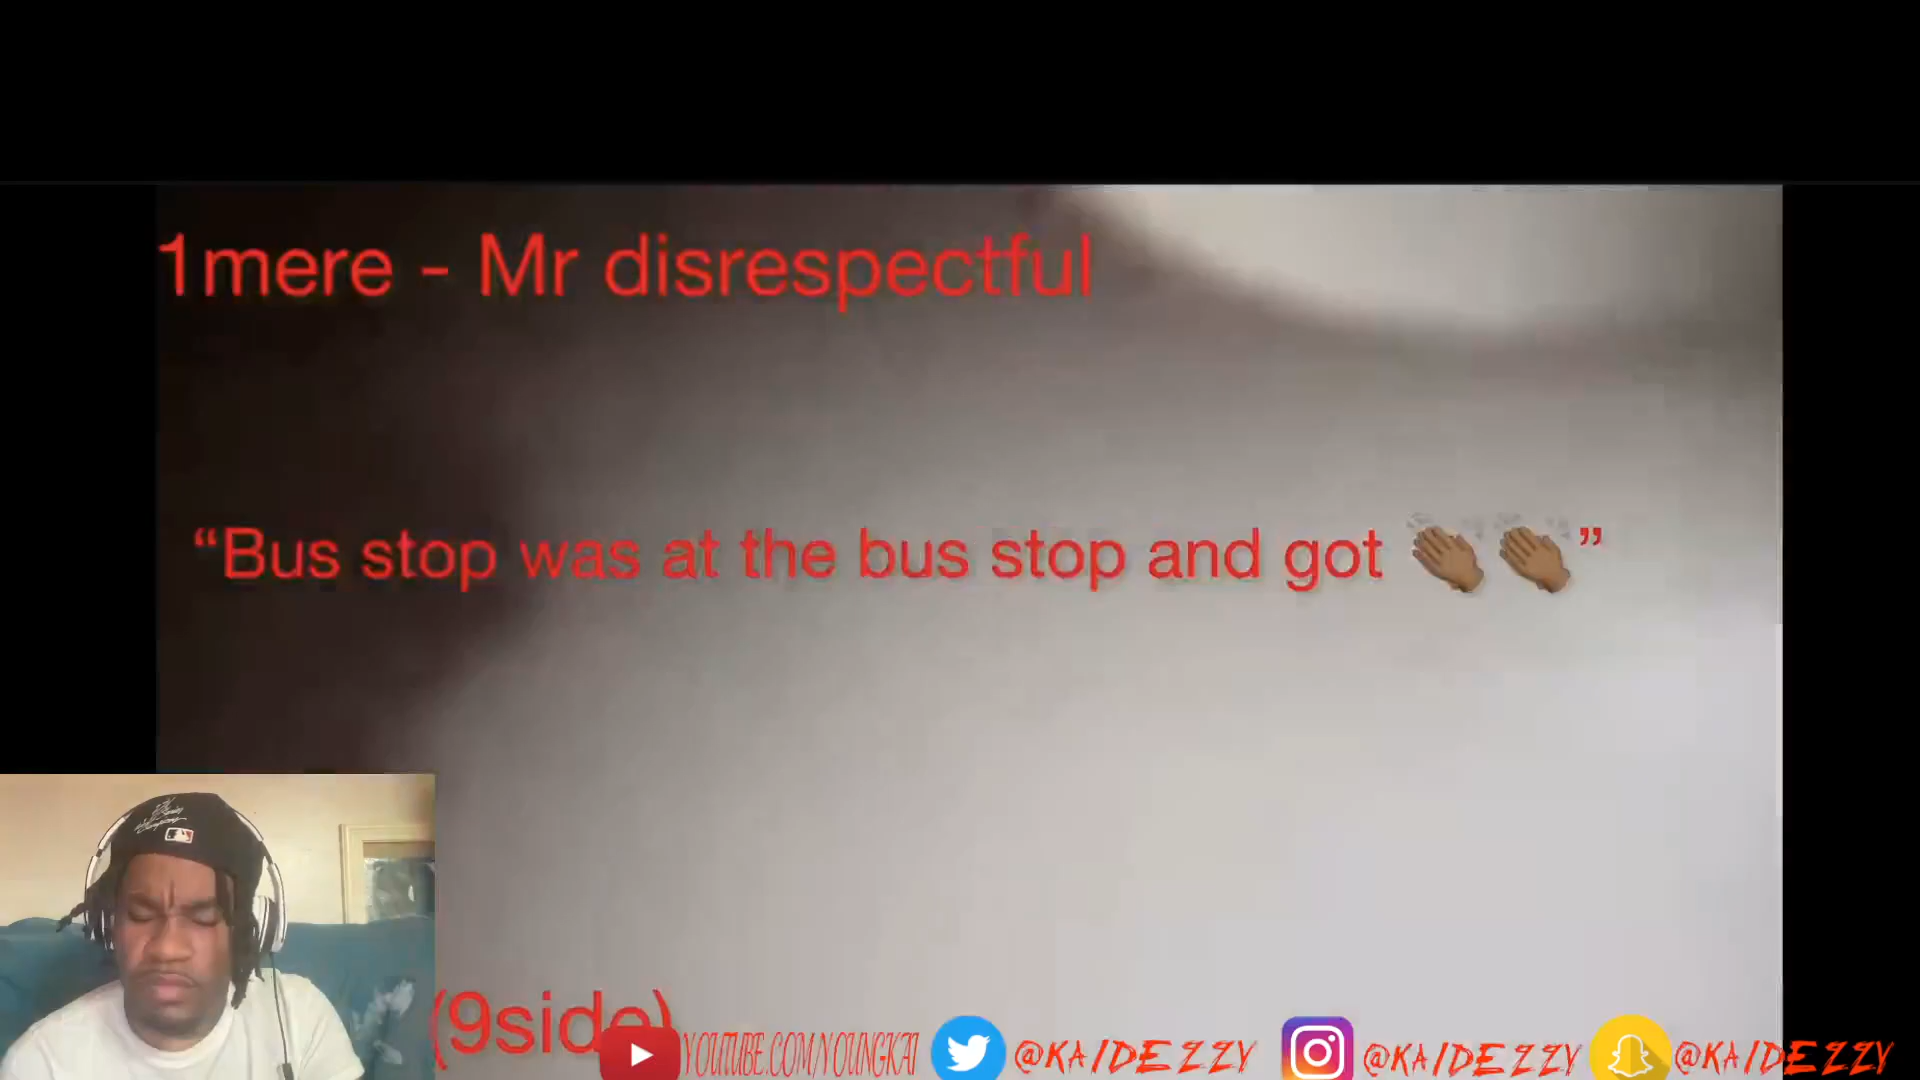 1mere - Mr disrespectful
“Bus stop was at the bus stop and got 👏🏾👏🏾”
(9side)
YOUTUBE.COM/YOUNGKAI
@KAIDEZZY
@KAIDEZZY
@KAIDEZZY